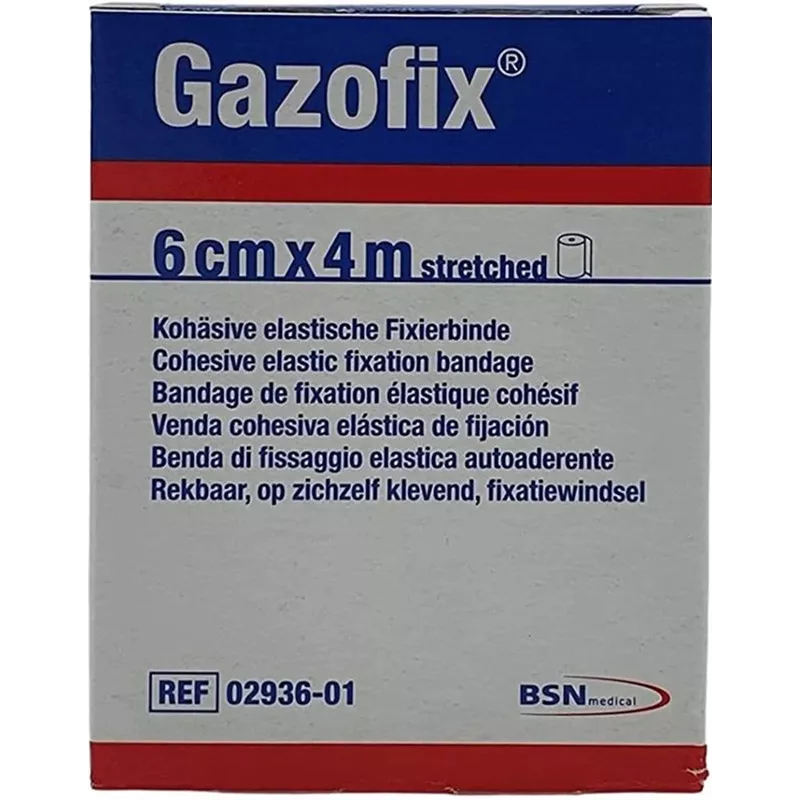 Gazofix®
6 cm x 4 m stretched
Kohäsive elastische Fixierbinde
Cohesive elastic fixation bandage
Bandage de fixation élastique cohésif
Venda cohesiva elástica de fijación
Benda di fissaggio elastica autoaderente
Rekbaar, op zichzelf klevend, fixatiewindsel
REF 02936-01
BSN medical